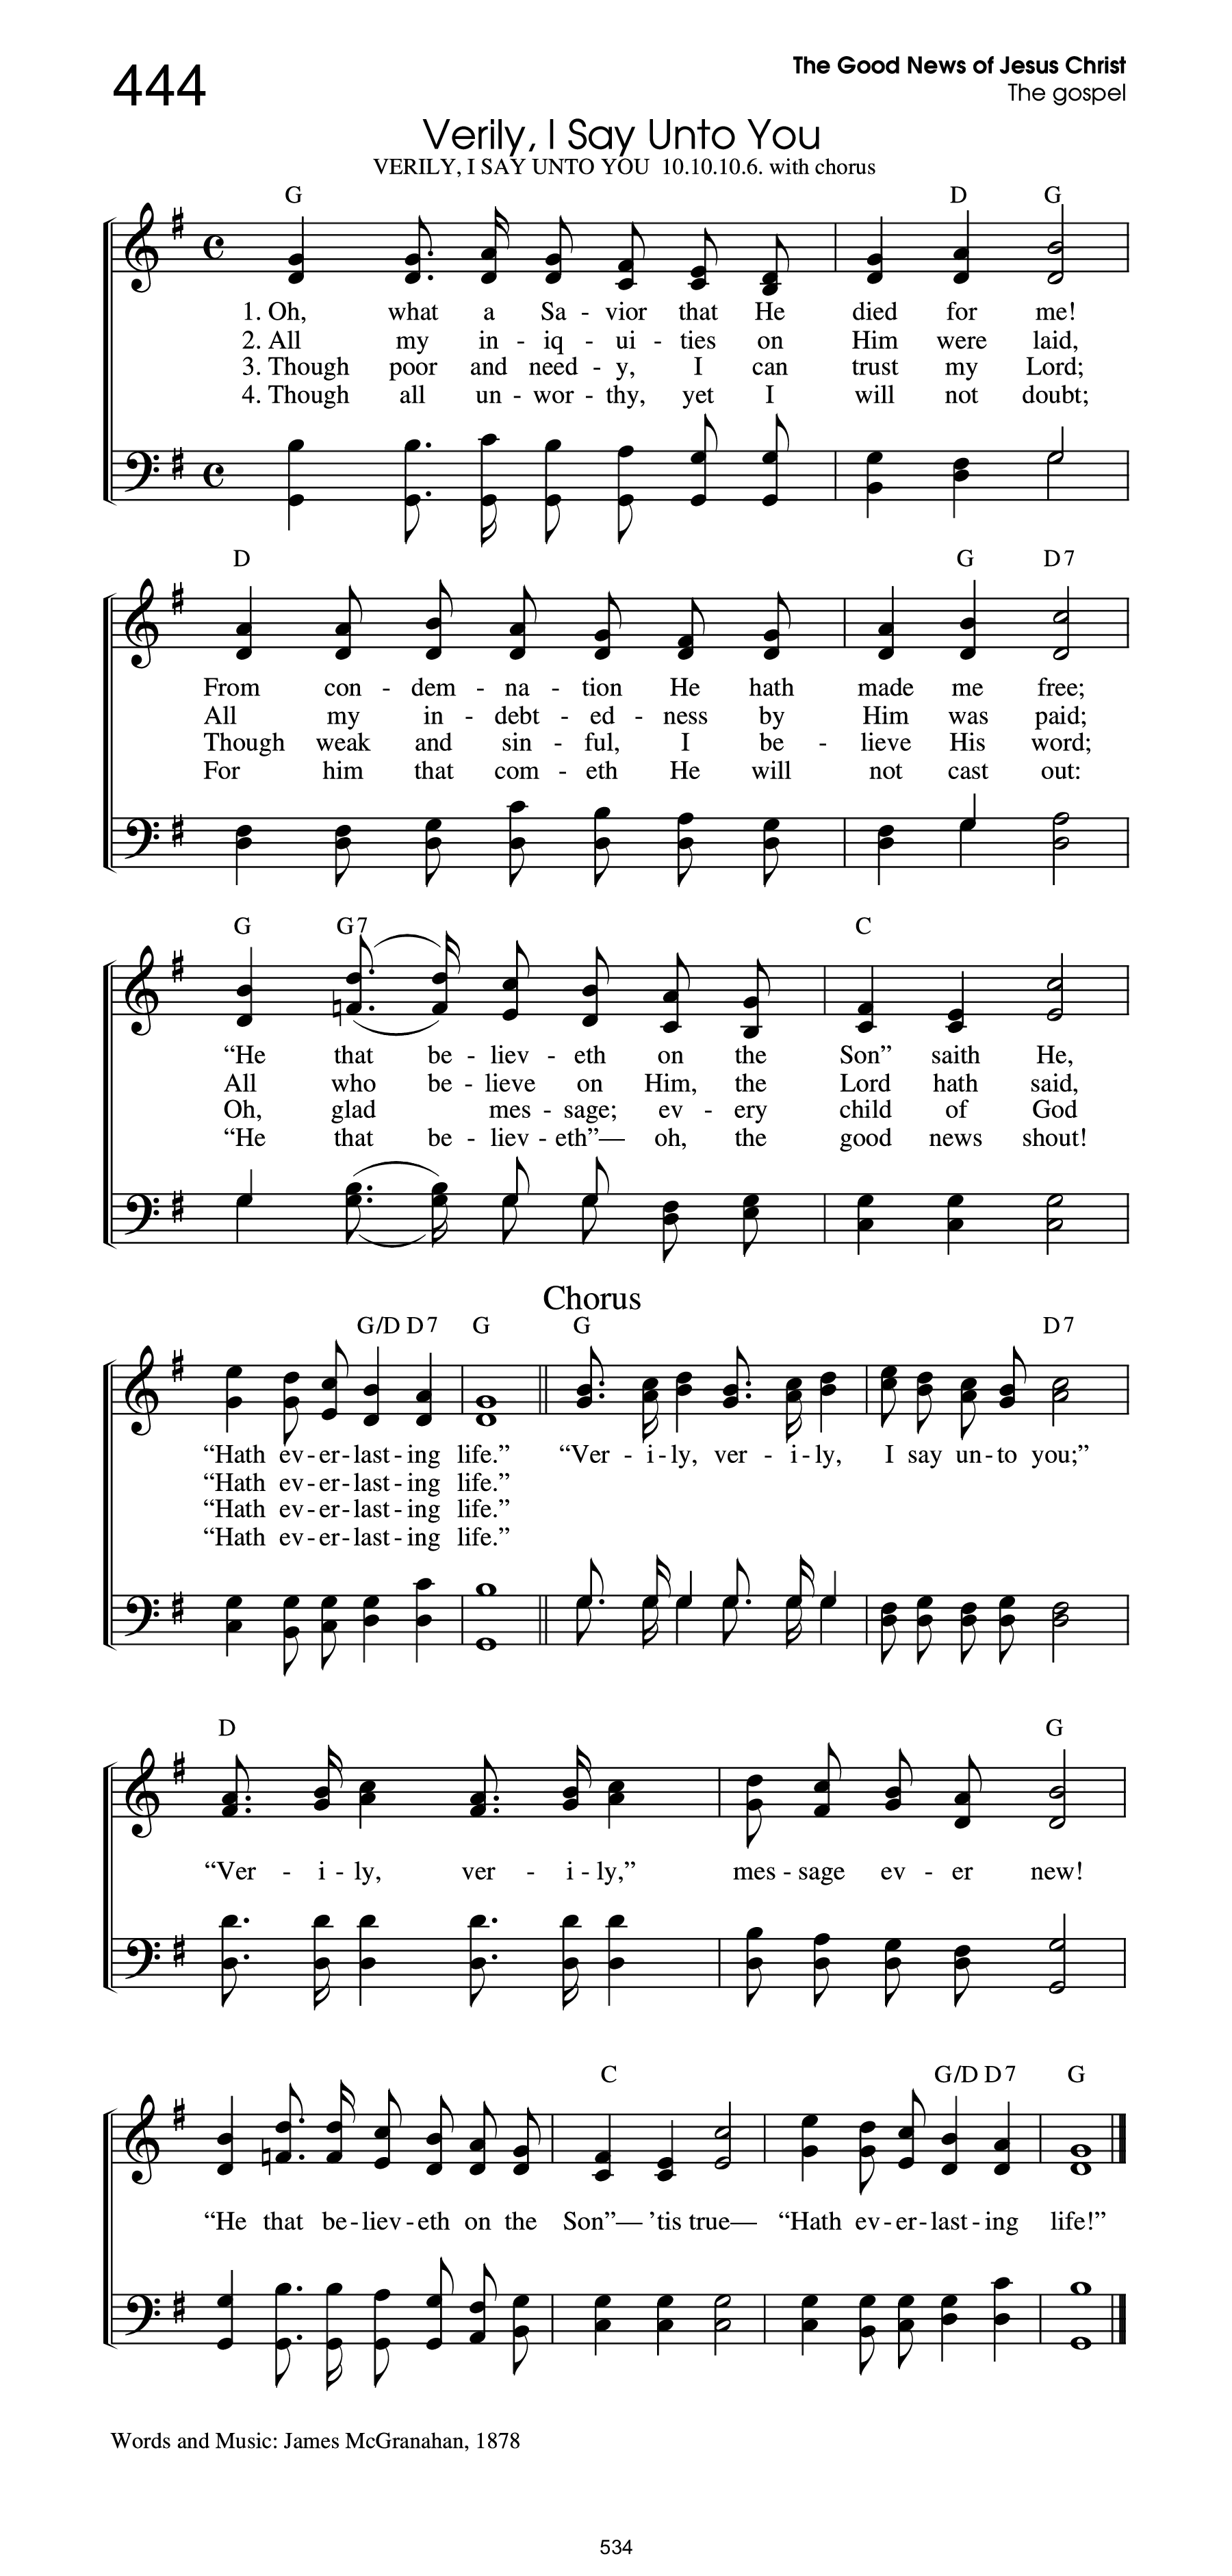 444
The Good News of Jesus Christ
The gospel
Verily, I Say Unto You
VERILY, I SAY UNTO YOU 10.10.10.6. with chorus
G D G
1. Oh, what a Sa - vior that He died for me!
2. All my in - iq - ui - ties on Him were laid,
3. Though poor and need - y, I can trust my Lord;
4. Though all un - wor - thy, yet I will not doubt;
D G D7
From con - dem - na - tion He hath made me free;
All my in - debt - ed - ness by Him was paid;
Though weak and sin - ful, I be - lieve His word;
For him that com - eth He will not cast out:
G G7 C
“He that be - liev - eth on the Son” saith He,
All who be - lieve on Him, the Lord hath said,
Oh, glad mes - sage; ev - ery child of God
“He that be - liev - eth”— oh, the good news shout!
Chorus
G/D D7 G G D7
“Hath ev - er - last - ing life.” “Ver - i - ly, ver - i - ly, I say un - to you;”
“Hath ev - er - last - ing life.”
“Hath ev - er - last - ing life.”
“Hath ev - er - last - ing life.”
D G
“Ver - i - ly, ver - i - ly,” mes - sage ev - er new!
C G/D D7 G
“He that be - liev - eth on the Son”— ’tis true— “Hath ev - er - last - ing life!”
Words and Music: James McGranahan, 1878
534